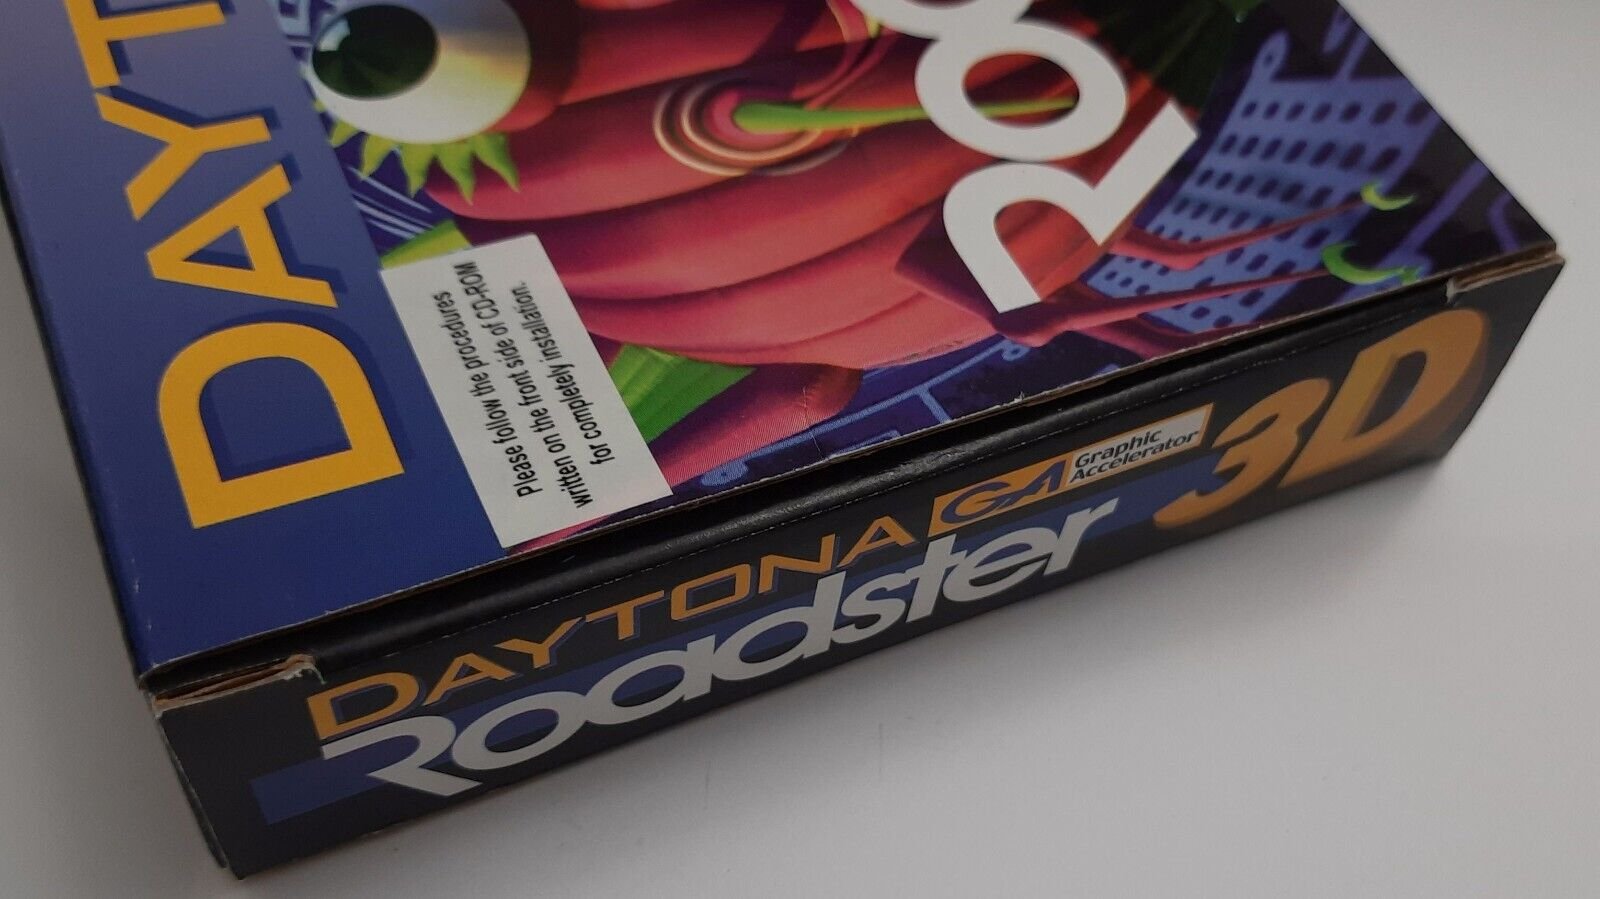 DAYT
Roa
Please follow the procedures
written on the front side of CD-ROM
for completely installation.
DAYTONA
GA
Graphic
Accelerator
Roadster
3D